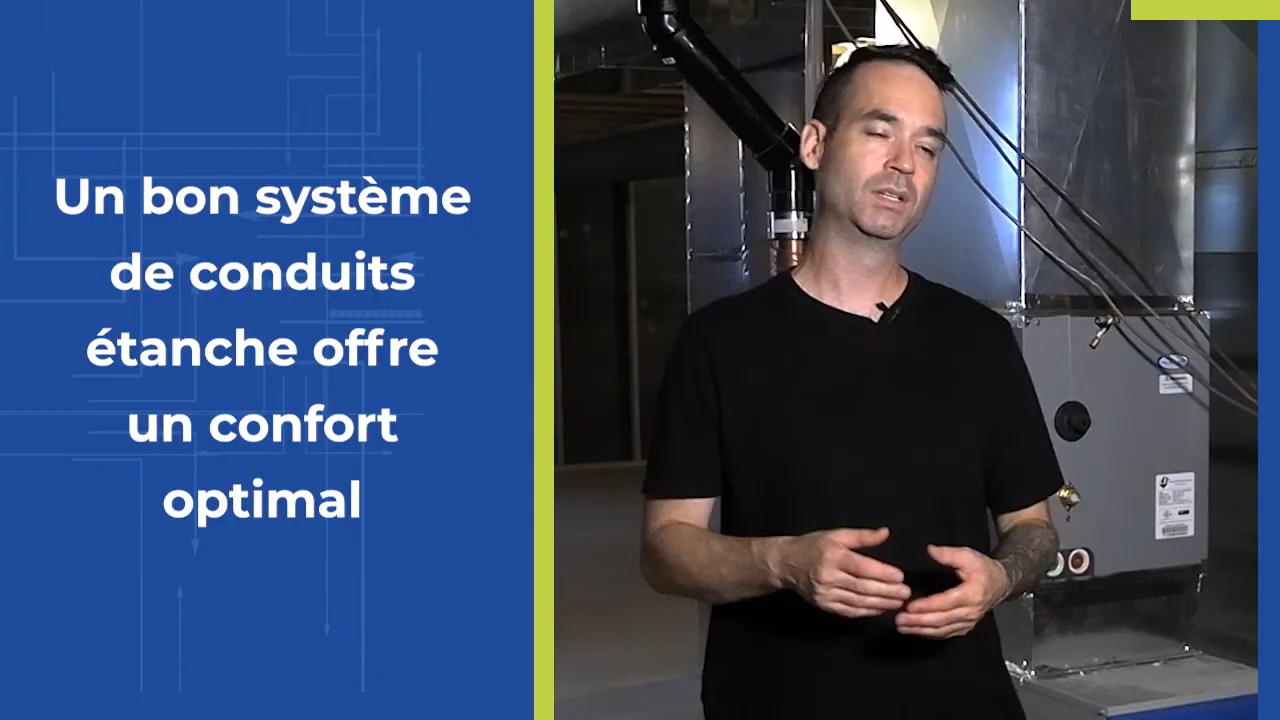 Un bon système
de conduits
étanche offre
un confort
optimal